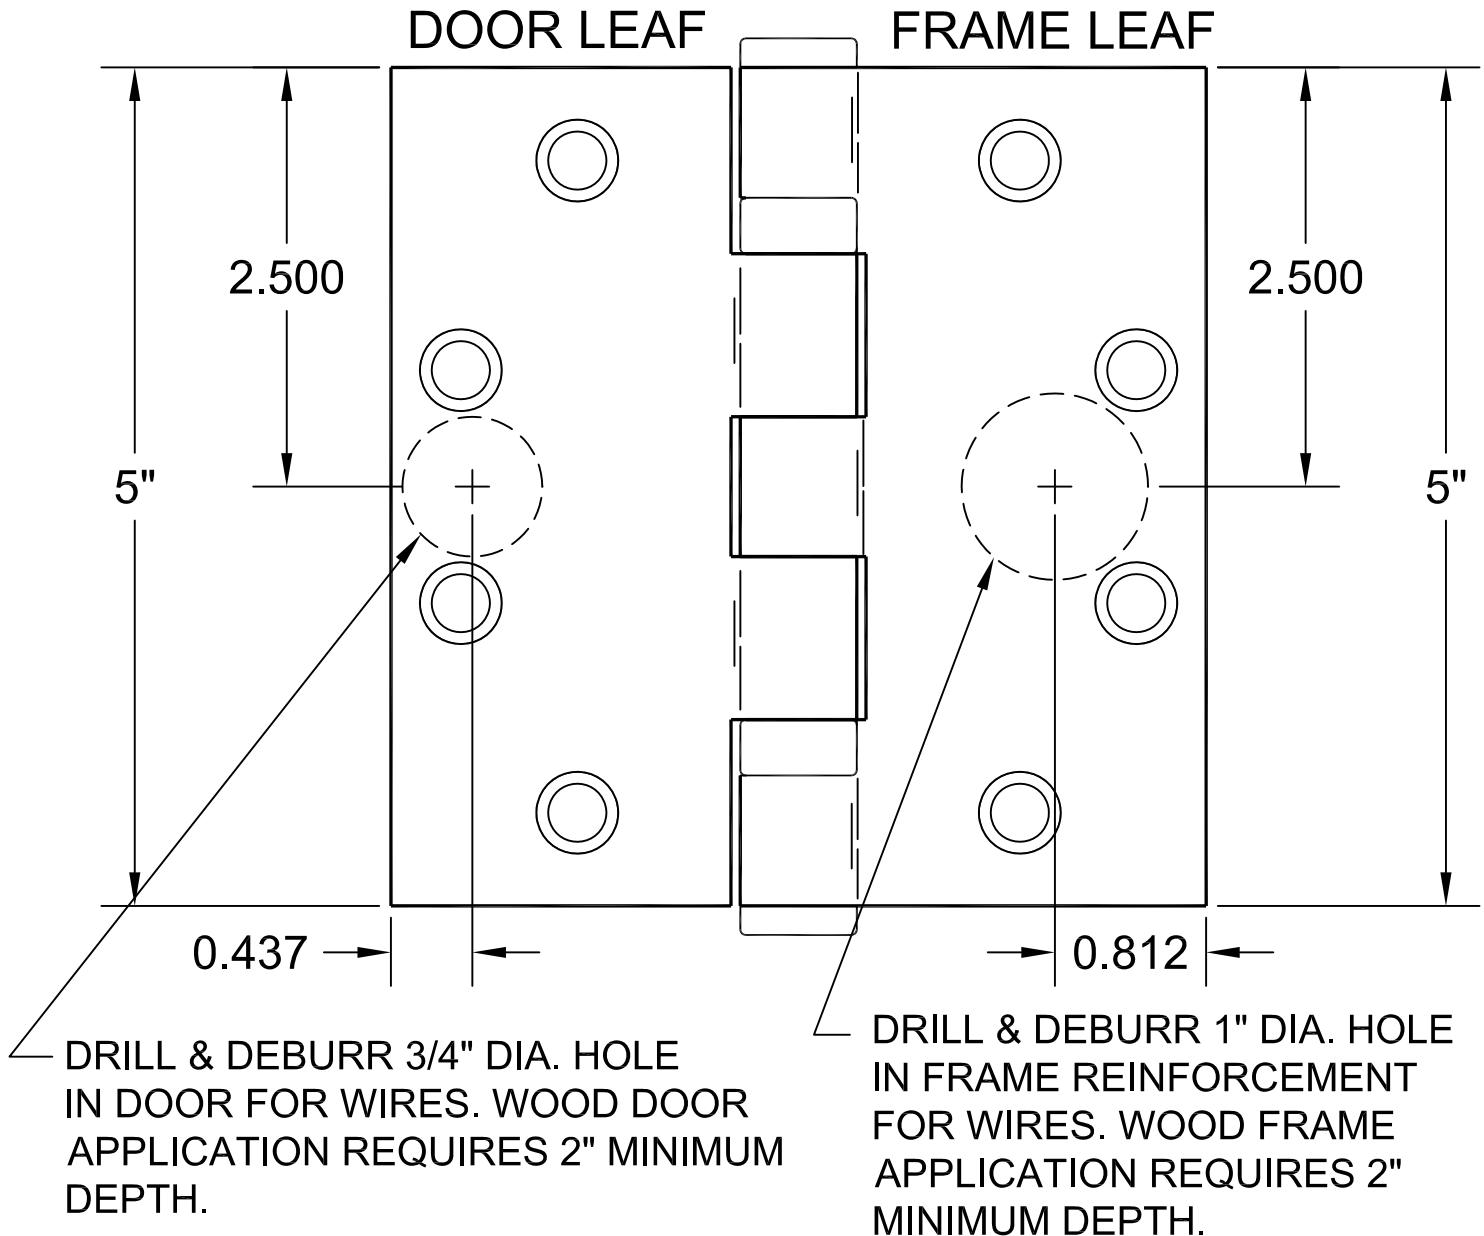 DOOR LEAF
FRAME LEAF
2.500
2.500
5"
5"
0.437
0.812
DRILL & DEBURR 3/4" DIA. HOLE
IN DOOR FOR WIRES. WOOD DOOR
APPLICATION REQUIRES 2" MINIMUM
DEPTH.
DRILL & DEBURR 1" DIA. HOLE
IN FRAME REINFORCEMENT
FOR WIRES. WOOD FRAME
APPLICATION REQUIRES 2"
MINIMUM DEPTH.